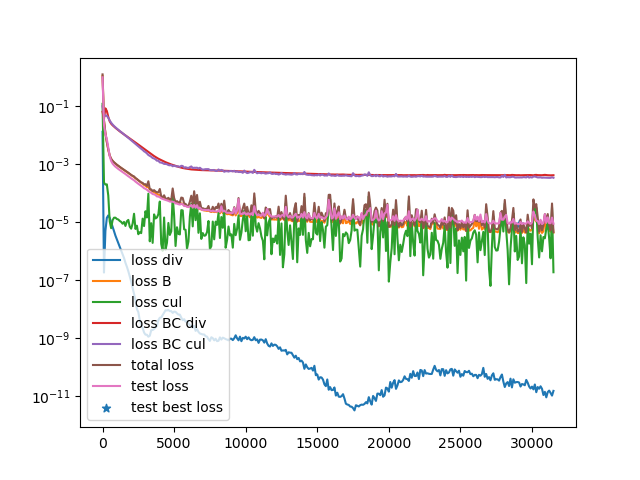 10⁻¹
10⁻³
10⁻⁵
10⁻⁷
10⁻⁹
10⁻¹¹
loss div
loss B
loss cul
loss BC div
loss BC cul
total loss
test loss
test best loss
0 5000 10000 15000 20000 25000 30000